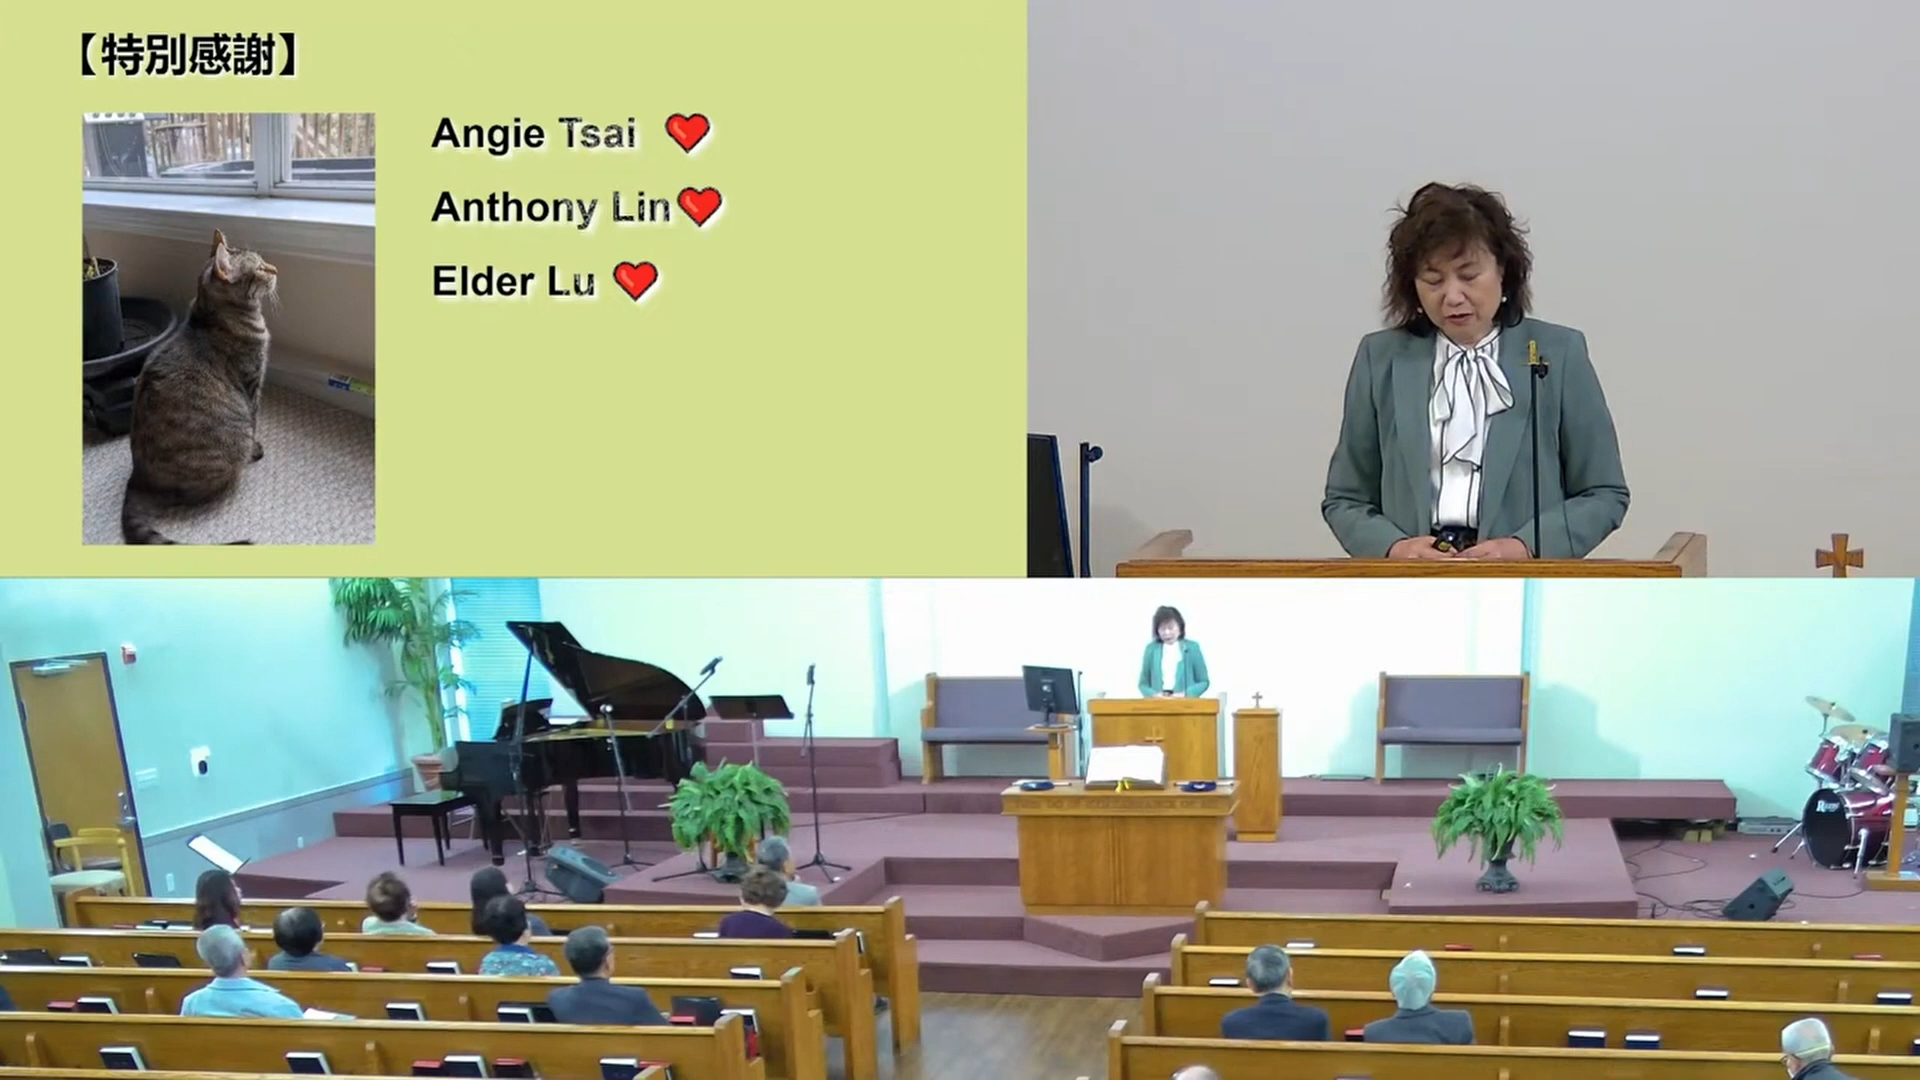 【特別感謝】
Angie Tsai
Anthony Lin
Elder Lu